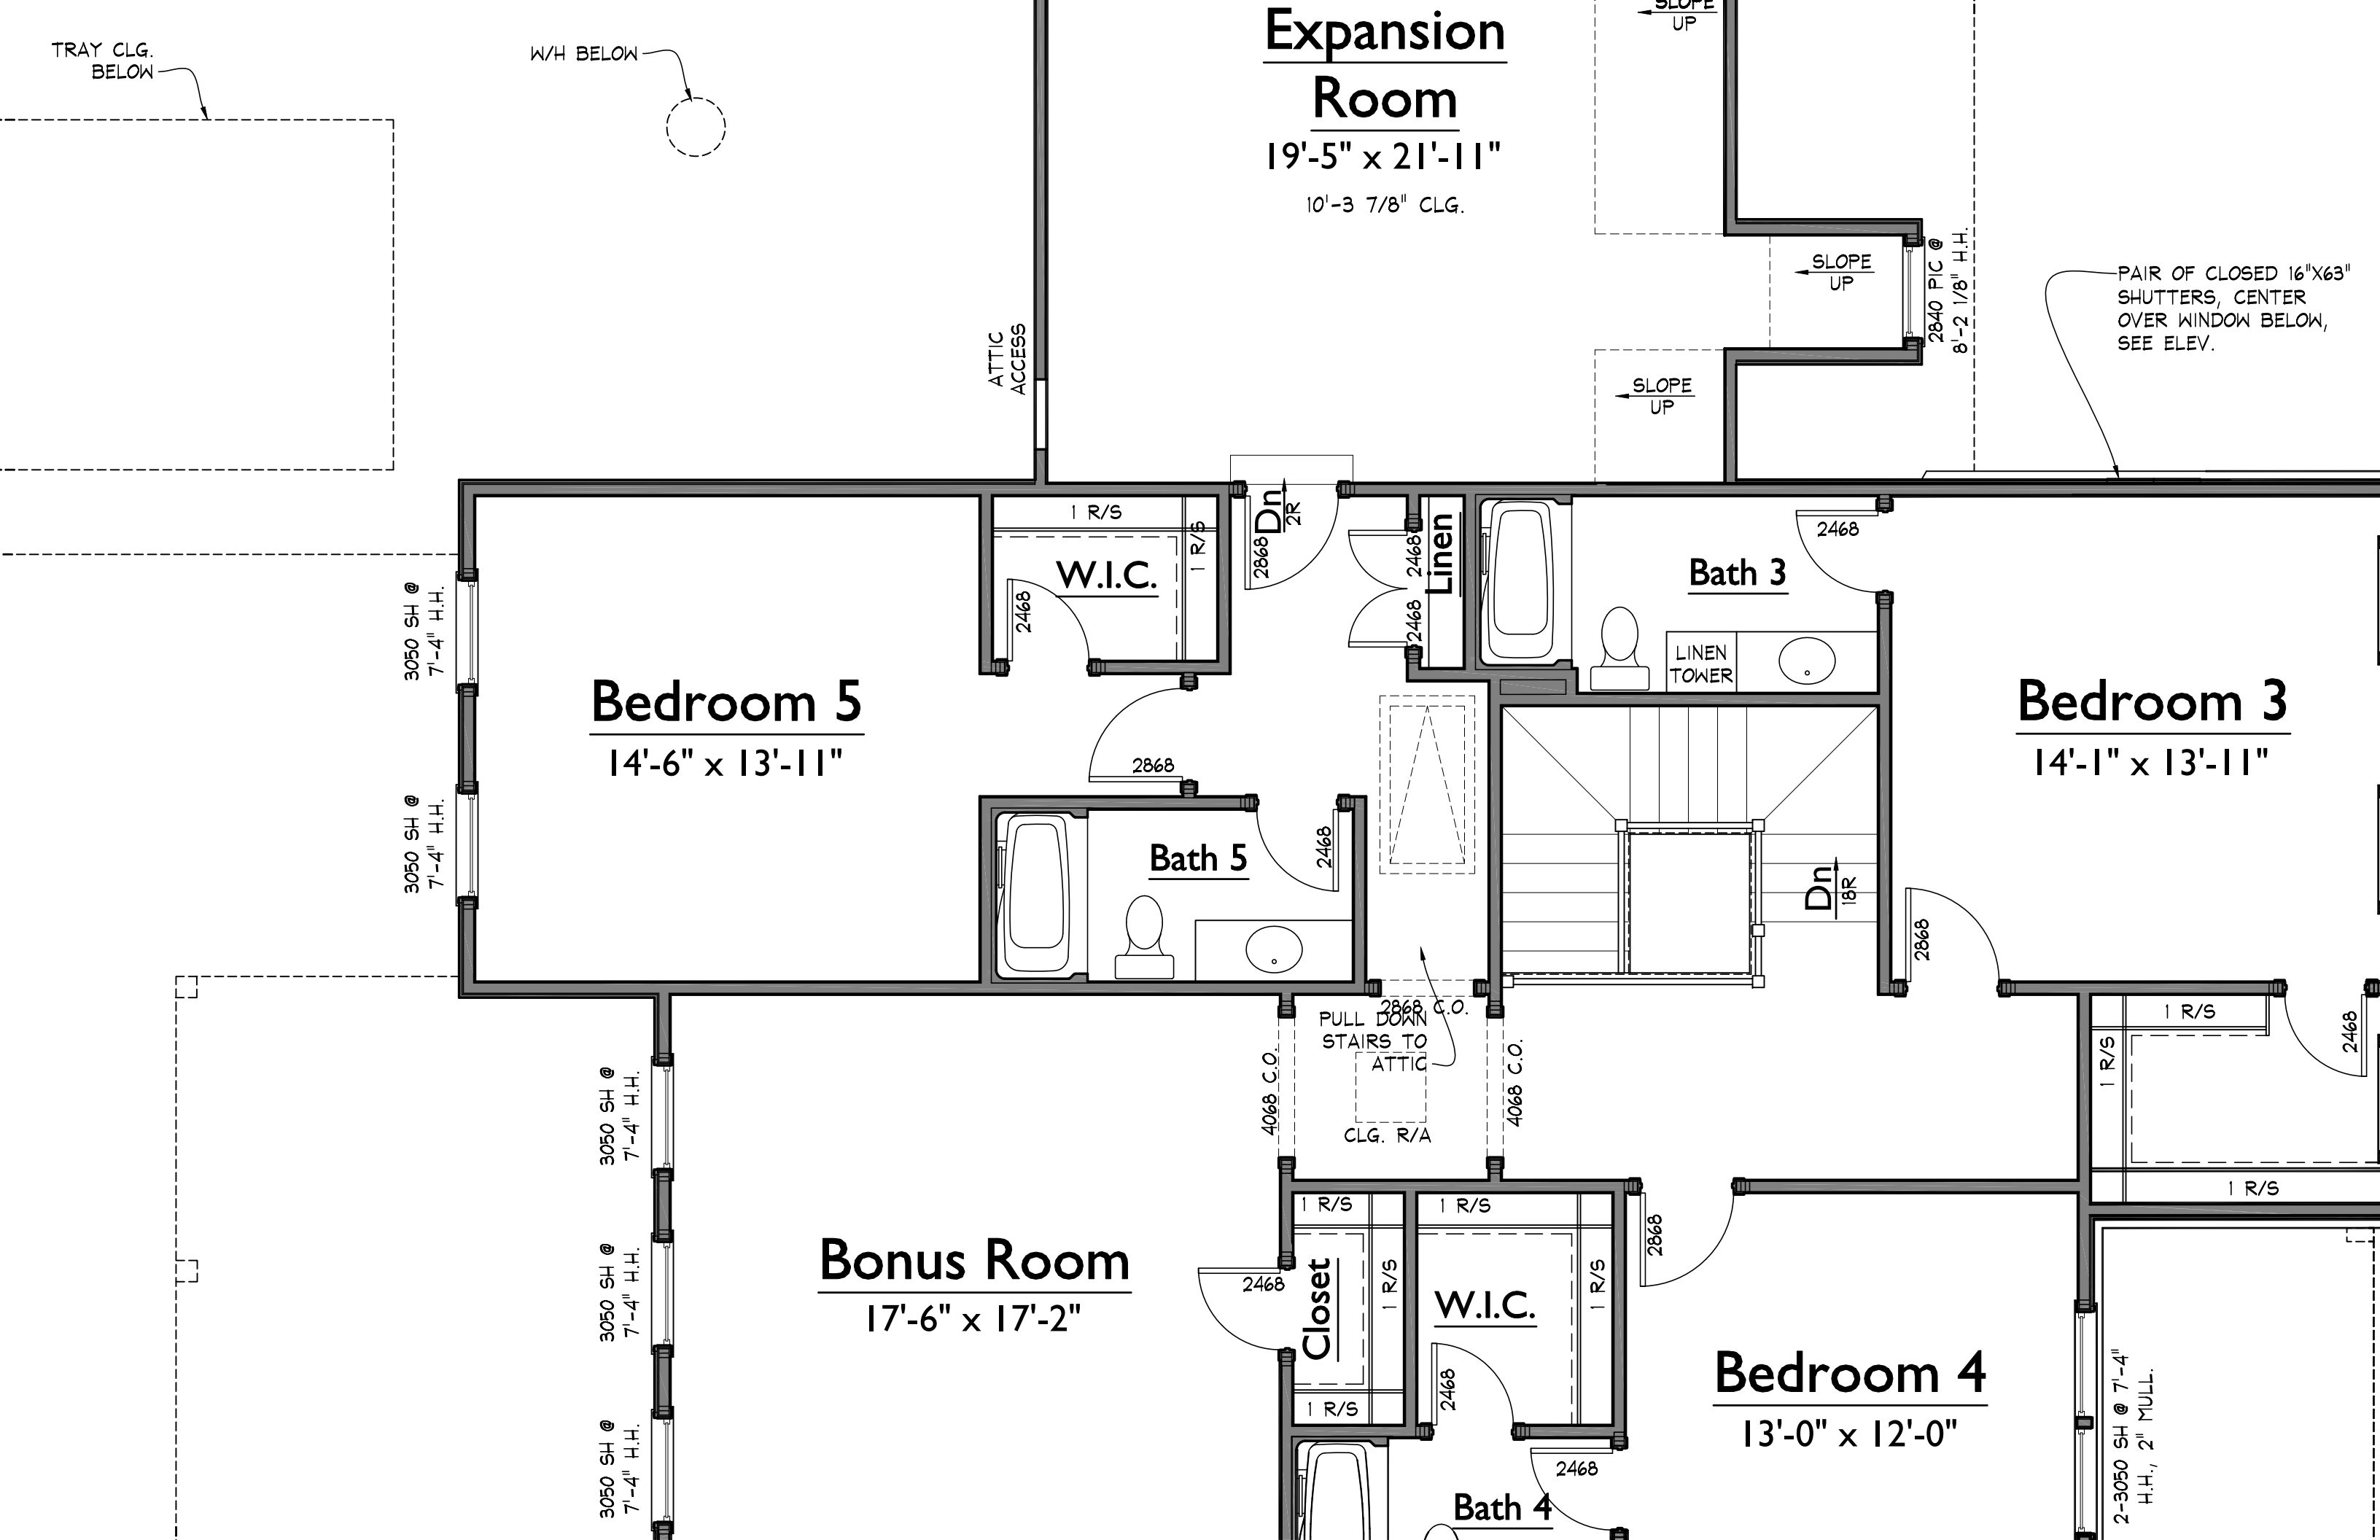 TRAY CLG.
BELOW
W/H BELOW
Expansion
Room
19'-5" x 21'-11"
10'-3 7/8" CLG.
SLOPE
UP
SLOPE
UP
SLOPE
UP
2840 PIC @
8'-2 1/8" H.H.
PAIR OF CLOSED 16"X63"
SHUTTERS, CENTER
OVER WINDOW BELOW,
SEE ELEV.
ATTIC
ACCESS
1 R/S
1 R/S
W.I.C.
2468
Dn
2R
2868
2468
2468
Linen
Bath 3
2468
LINEN
TOWER
3050 SH @
7'-4" H.H.
3050 SH @
7'-4" H.H.
Bedroom 5
14'-6" x 13'-11"
2868
Bedroom 3
14'-1" x 13'-11"
Bath 5
2468
Dn
18R
2868
2868 C.O.
PULL DOWN
STAIRS TO
ATTIC
4068 C.O.
4068 C.O.
CLG. R/A
1 R/S
1 R/S
2468
1 R/S
3050 SH @
7'-4" H.H.
3050 SH @
7'-4" H.H.
3050 SH @
7'-4" H.H.
Bonus Room
17'-6" x 17'-2"
2468
1 R/S
Closet
1 R/S
1 R/S
1 R/S
1 R/S
W.I.C.
2468
2868
Bedroom 4
13'-0" x 12'-0"
2468
Bath 4
2-3050 SH @ 7'-4"
H.H., 2" MULL.